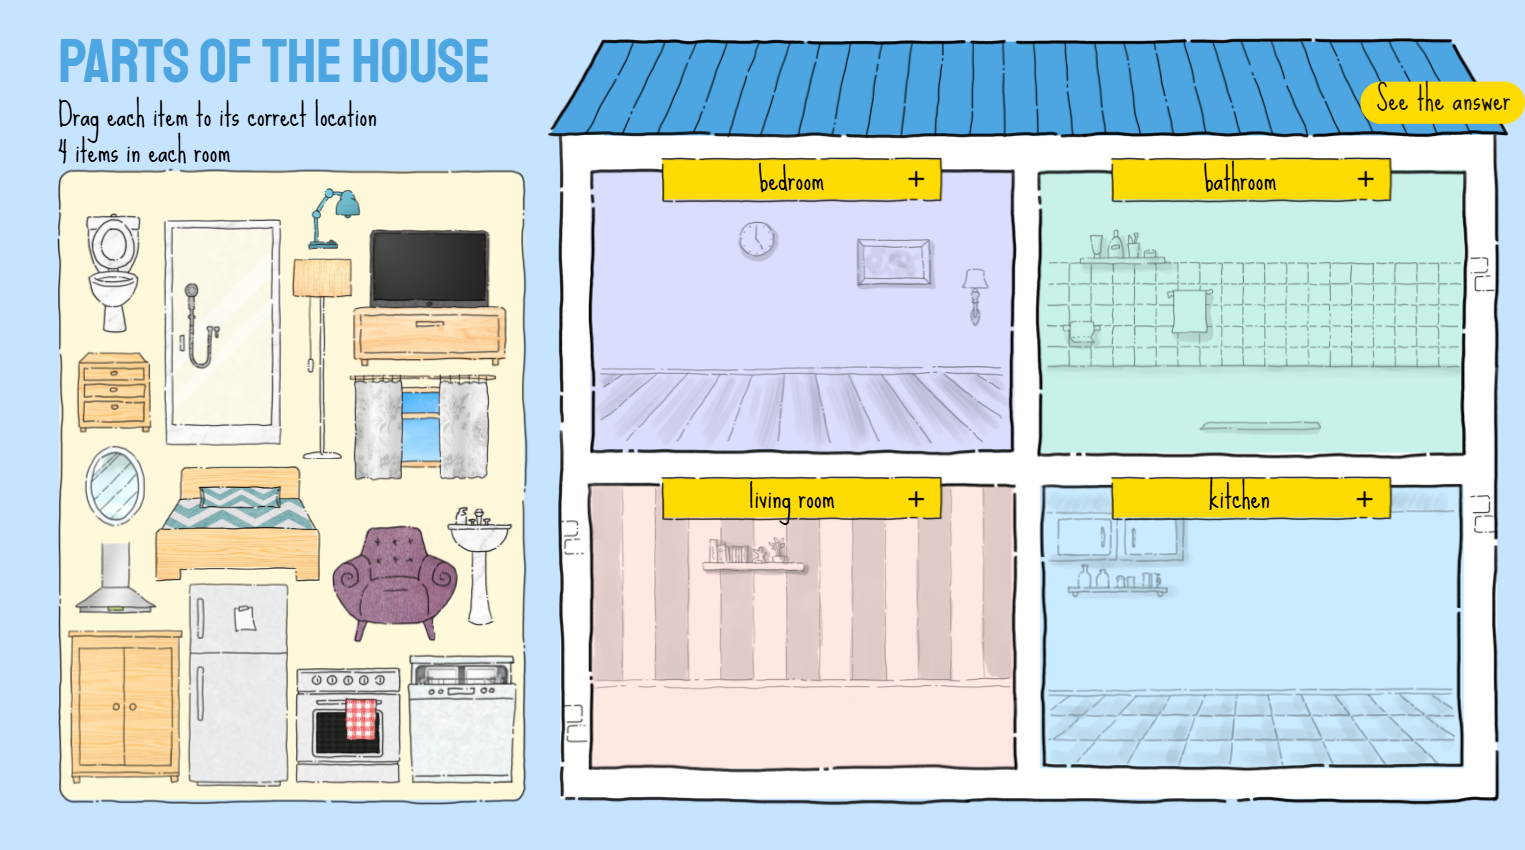 PARTS OF THE HOUSE
Drag each item to its correct location
4 items in each room
See the answer
bedroom +
bathroom +
living room +
kitchen +